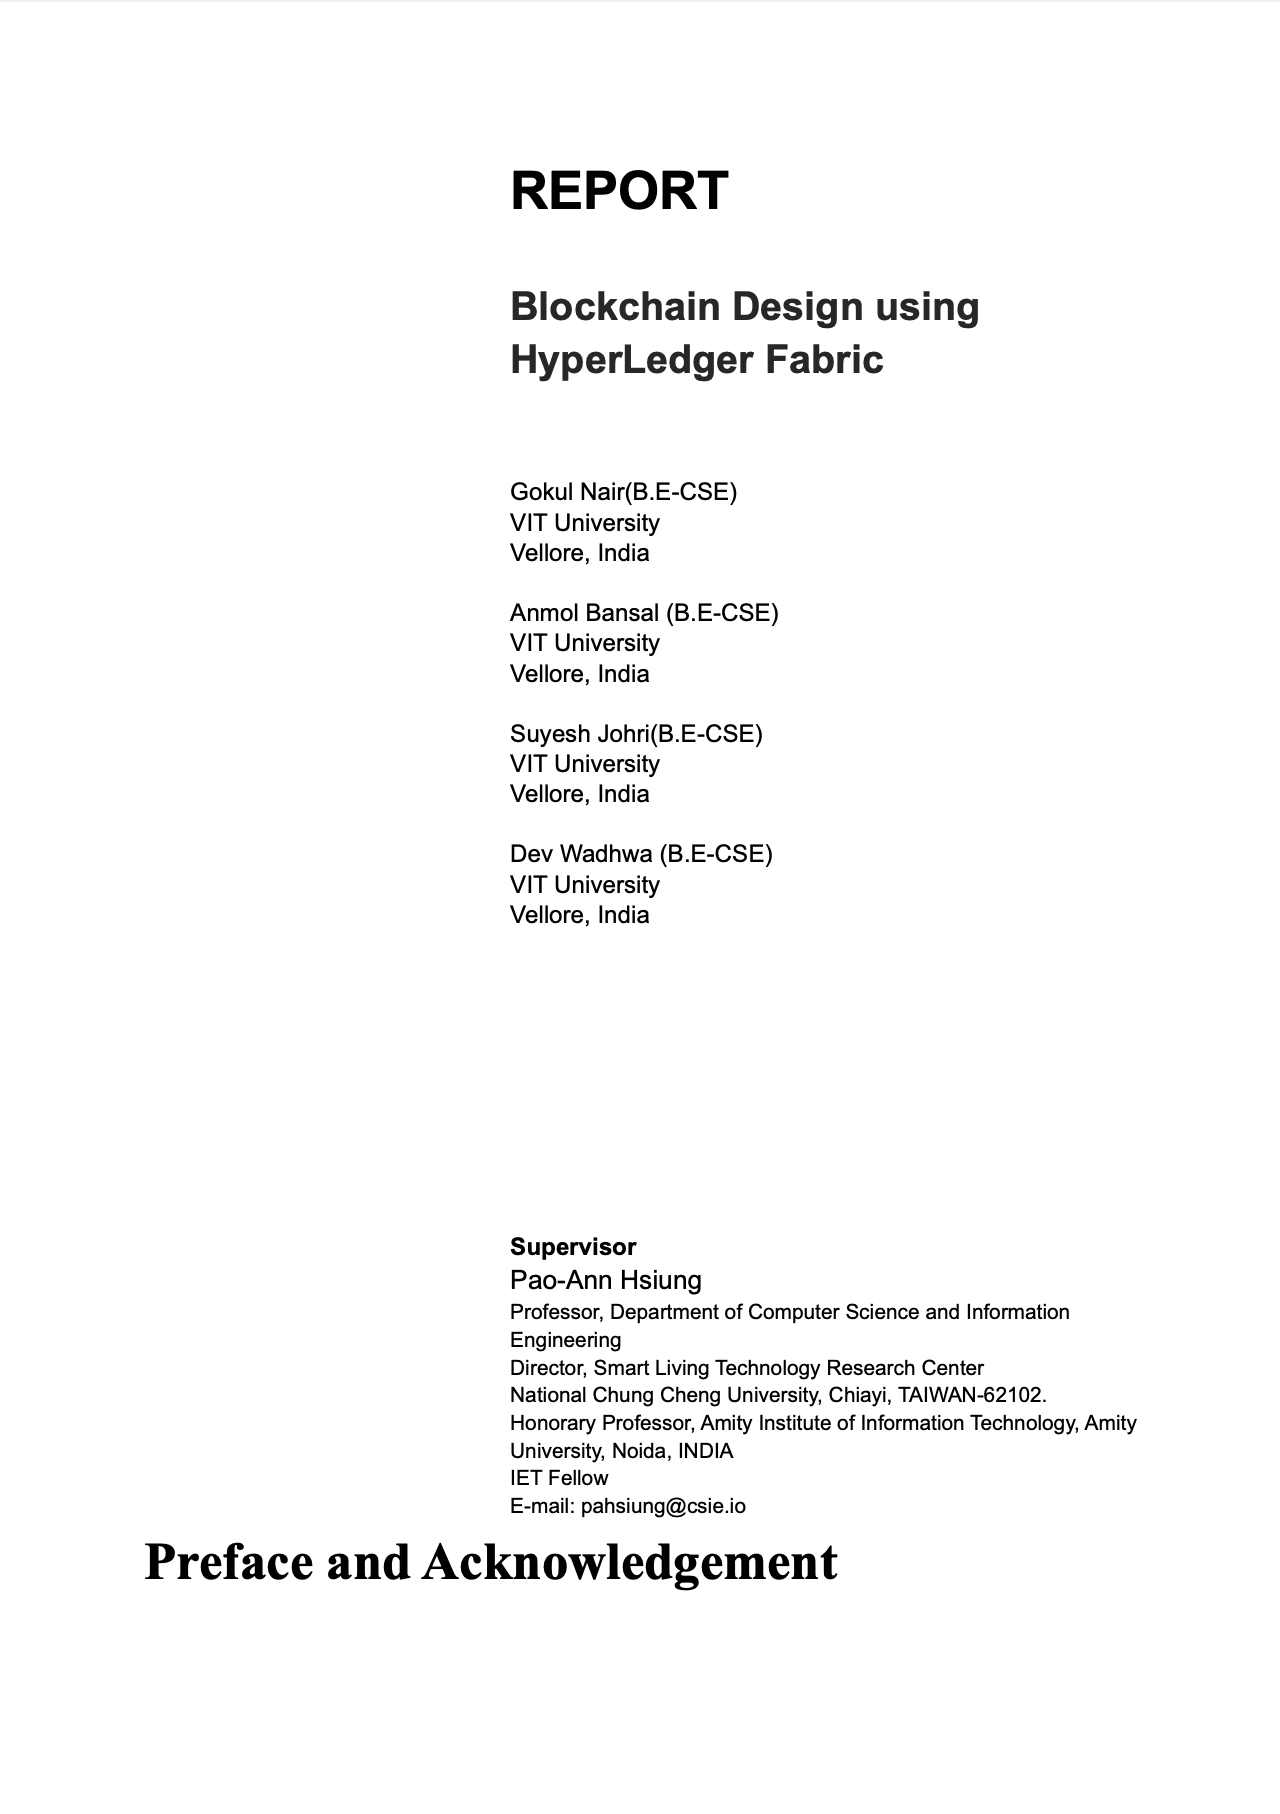 REPORT
Blockchain Design using
HyperLedger Fabric
Gokul Nair(B.E-CSE)
VIT University
Vellore, India
Anmol Bansal (B.E-CSE)
VIT University
Vellore, India
Suyesh Johri(B.E-CSE)
VIT University
Vellore, India
Dev Wadhwa (B.E-CSE)
VIT University
Vellore, India
Supervisor
Pao-Ann Hsiung
Professor, Department of Computer Science and Information
Engineering
Director, Smart Living Technology Research Center
National Chung Cheng University, Chiayi, TAIWAN-62102.
Honorary Professor, Amity Institute of Information Technology, Amity
University, Noida, INDIA
IET Fellow
E-mail: pahsiung@csie.io
Preface and Acknowledgement